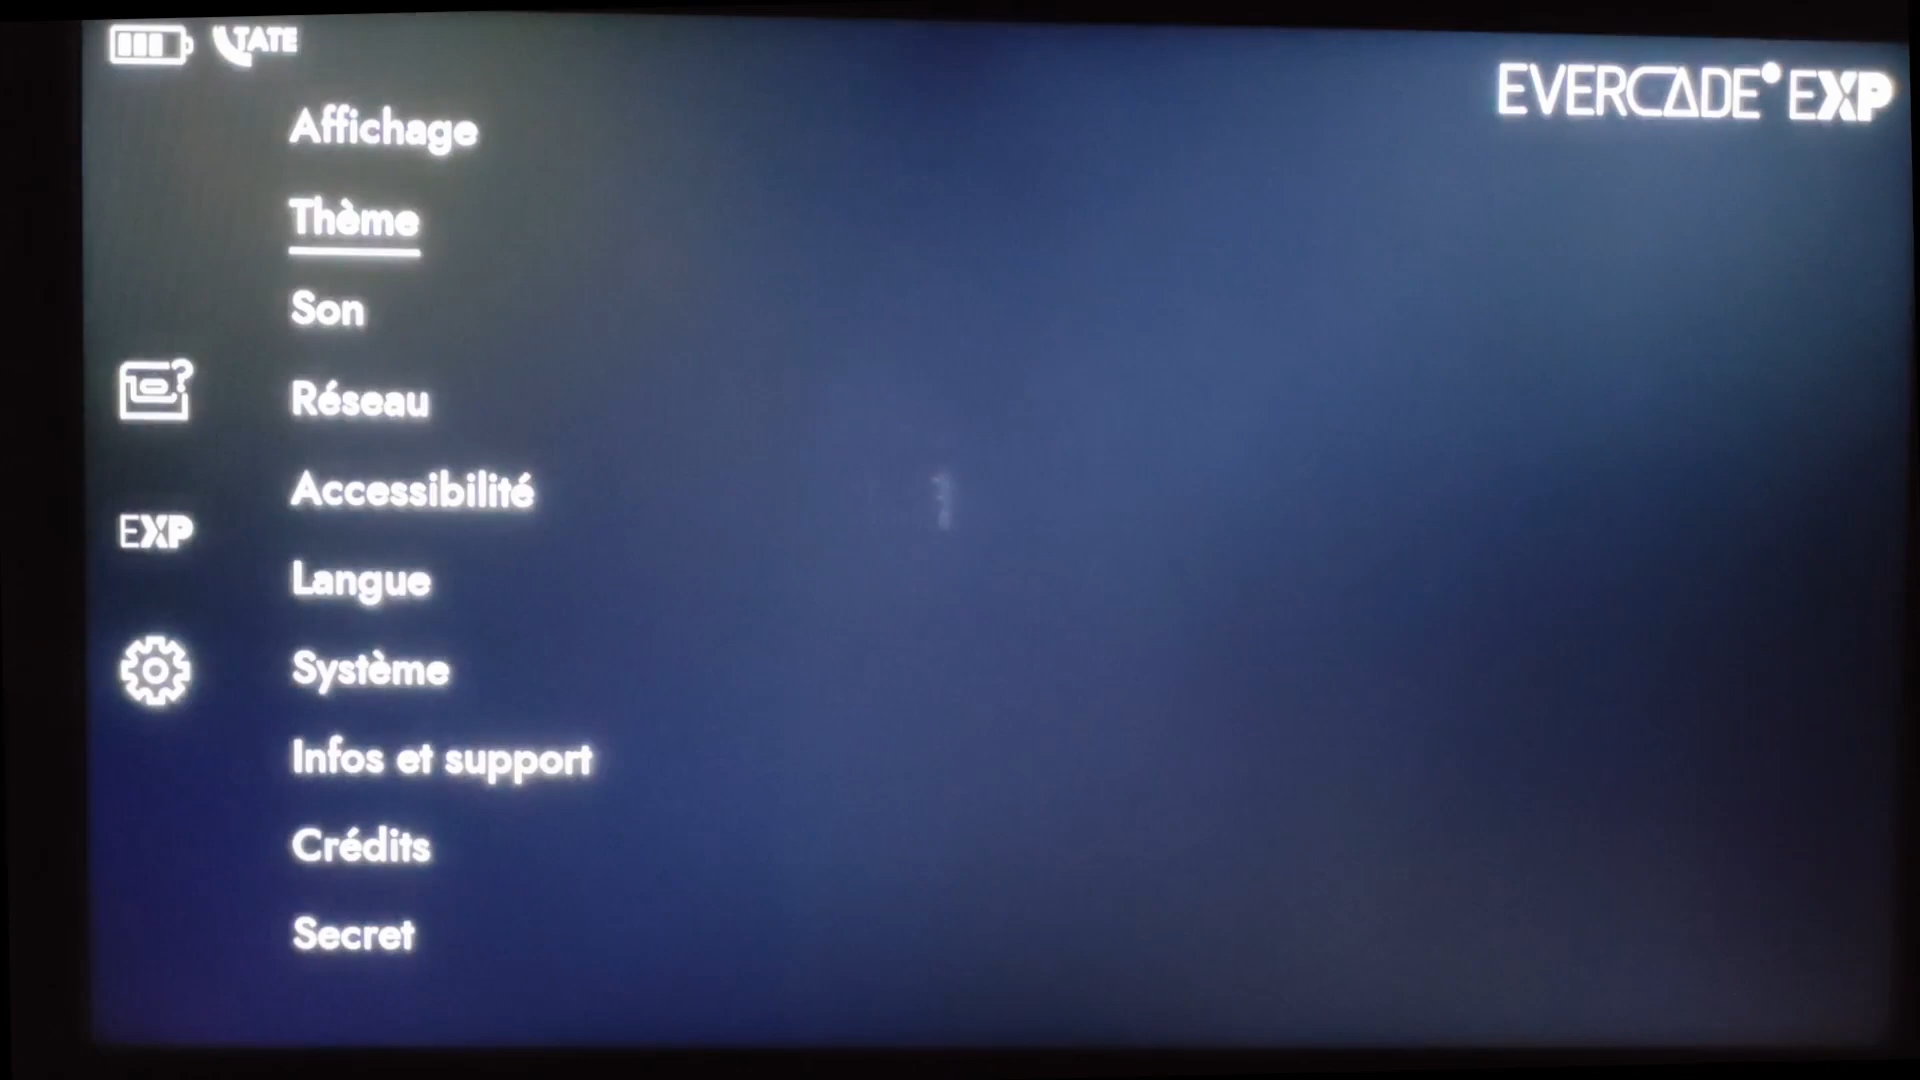 TATE
EVERCADE EXP
Affichage
Thème
Son
Réseau
Accessibilité
EXP
Langue
Système
Infos et support
Crédits
Secret